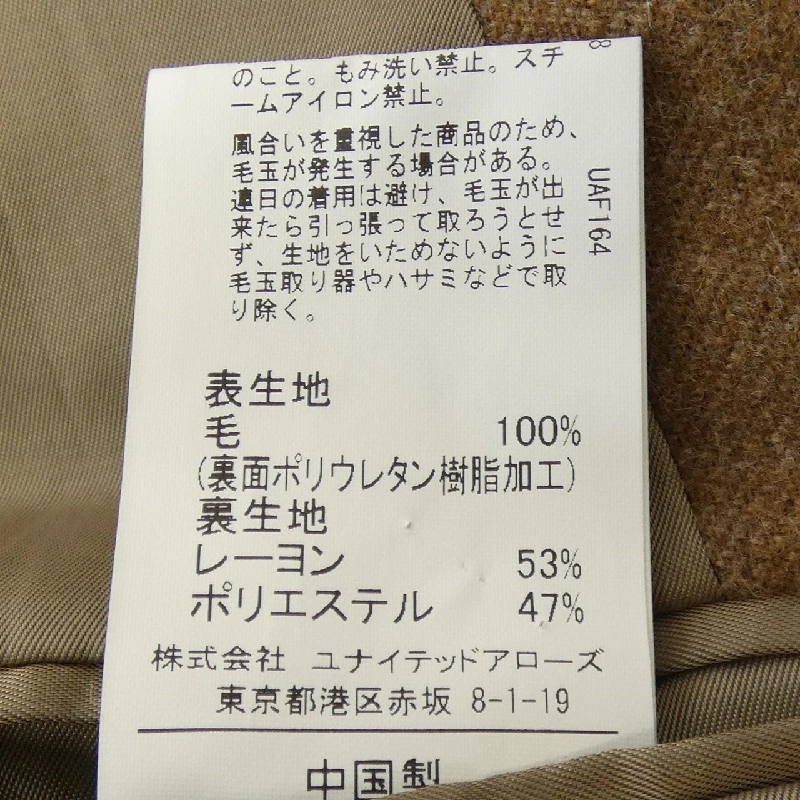 のこと。もみ洗い禁止。スチ
ームアイロン禁止。
風合いを重視した商品のため、
毛玉が発生する場合がある。
連日の着用は避け、毛玉が出
来たら引っ張って取ろうとせ
ず、生地をいためないように
毛玉取り器やハサミなどで取
り除く。
8
UAF164
表生地
毛 100%
(裏面ポリウレタン樹脂加工)
裏生地
レーヨン 53%
ポリエステル 47%
株式会社 ユナイテッドアローズ
東京都港区赤坂 8-1-19
中国製